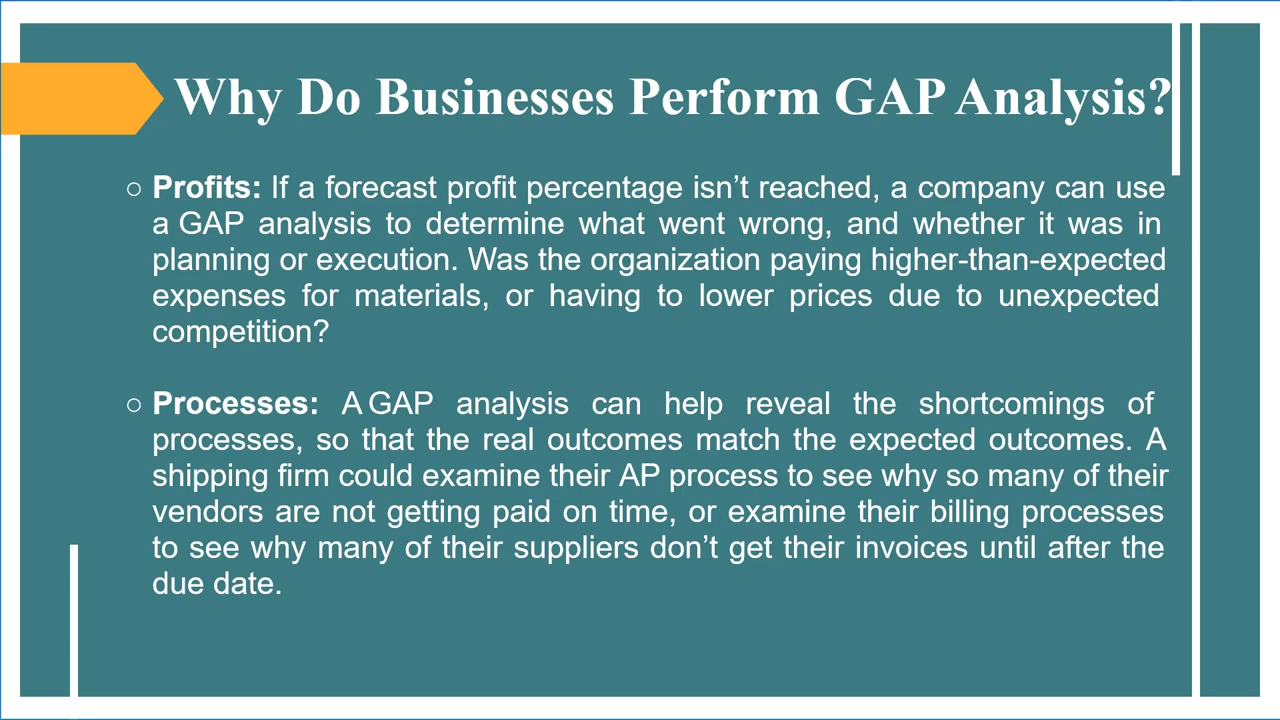 Why Do Businesses Perform GAP Analysis?
○ Profits: If a forecast profit percentage isn’t reached, a company can use
a GAP analysis to determine what went wrong, and whether it was in
planning or execution. Was the organization paying higher-than-expected
expenses for materials, or having to lower prices due to unexpected
competition?
○ Processes: A GAP analysis can help reveal the shortcomings of
processes, so that the real outcomes match the expected outcomes. A
shipping firm could examine their AP process to see why so many of their
vendors are not getting paid on time, or examine their billing processes
to see why many of their suppliers don’t get their invoices until after the
due date.